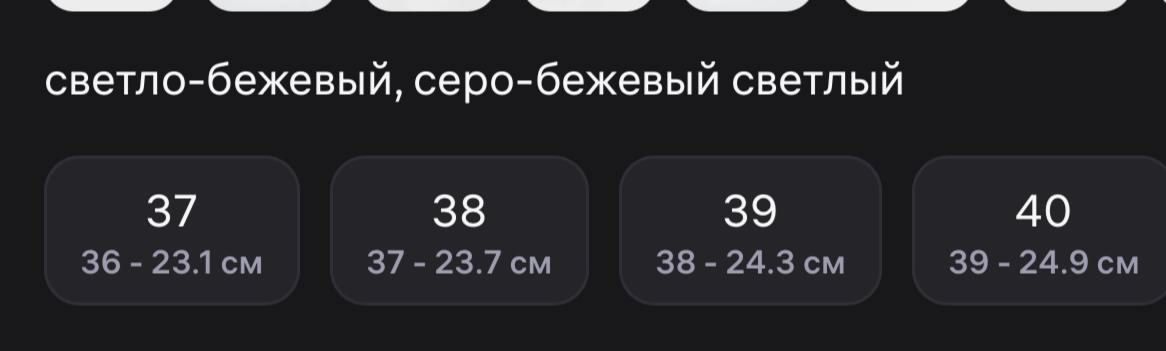 светло-бежевый, серо-бежевый светлый
37
36 - 23.1 см
38
37 - 23.7 см
39
38 - 24.3 см
40
39 - 24.9 см